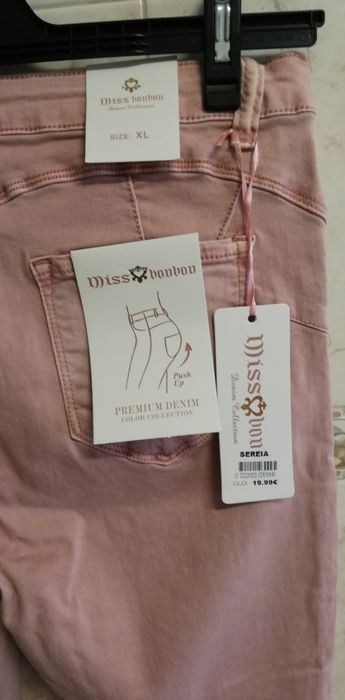 Miss bonbon
Denim Collection
SIZE: XL
Miss bonbon
Push
Up
PREMIUM DENIM
COLOR COLLECTION
Miss bonbon
Denim Collection
SEREIA
CALCA 19.99€